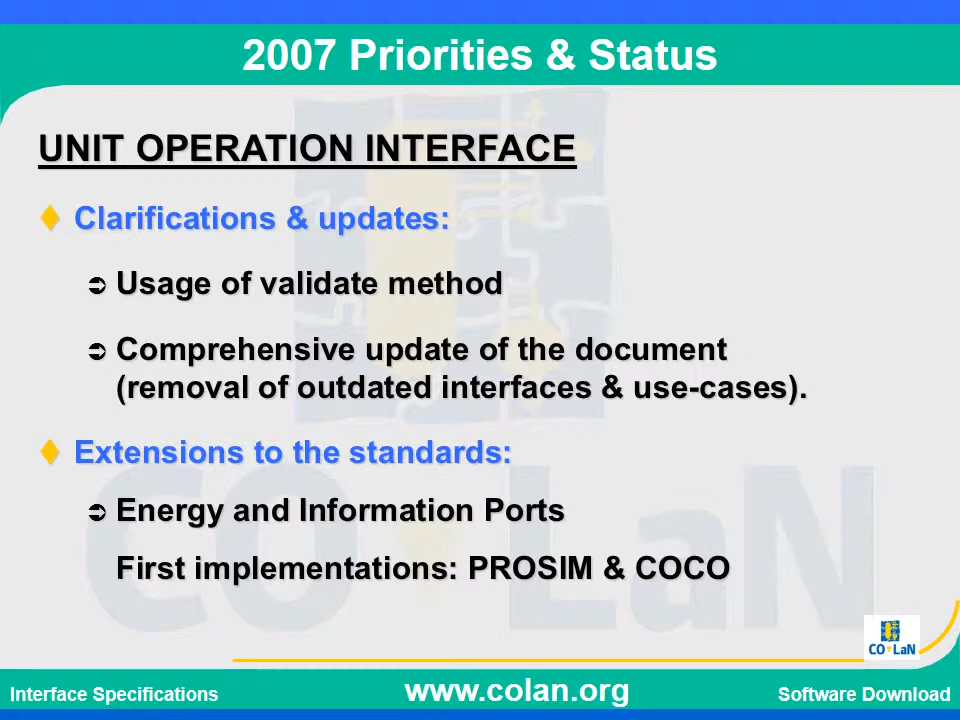 2007 Priorities & Status
UNIT OPERATION INTERFACE
Clarifications & updates:
Usage of validate method
Comprehensive update of the document
(removal of outdated interfaces & use-cases).
Extensions to the standards:
Energy and Information Ports
First implementations: PROSIM & COCO
CO LaN
CO LaN
Interface Specifications
www.colan.org
Software Download